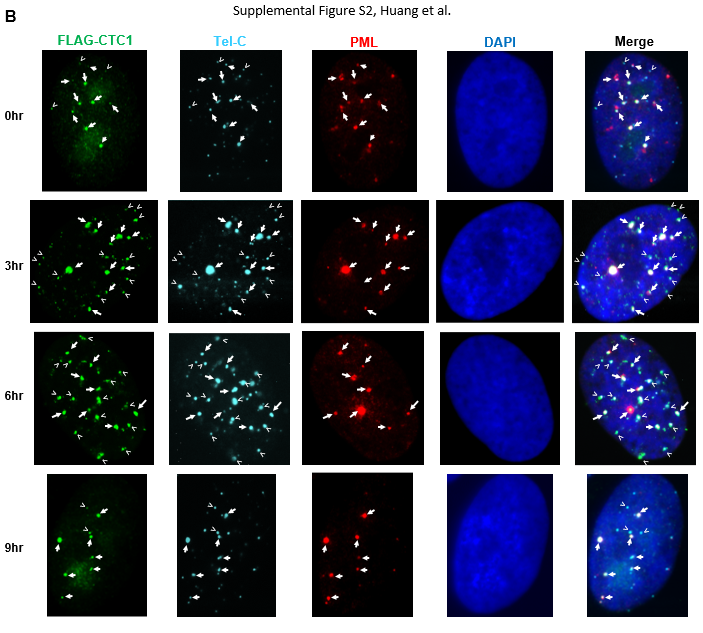 Supplemental Figure S2, Huang et al.
B
FLAG-CTC1 Tel-C PML DAPI Merge
0hr
3hr
6hr
9hr